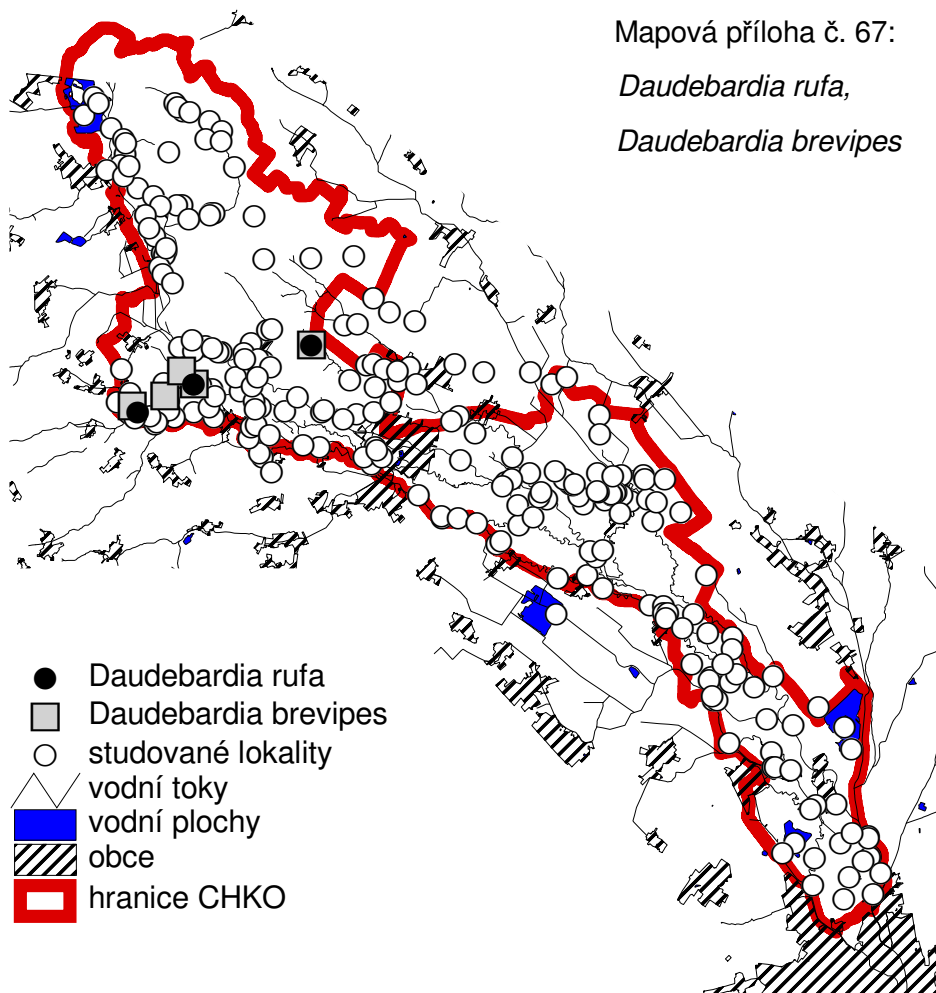 Mapová příloha č. 67:
Daudebardia rufa,
Daudebardia brevipes
Daudebardia rufa
Daudebardia brevipes
studované lokality
vodní toky
vodní plochy
obce
hranice CHKO